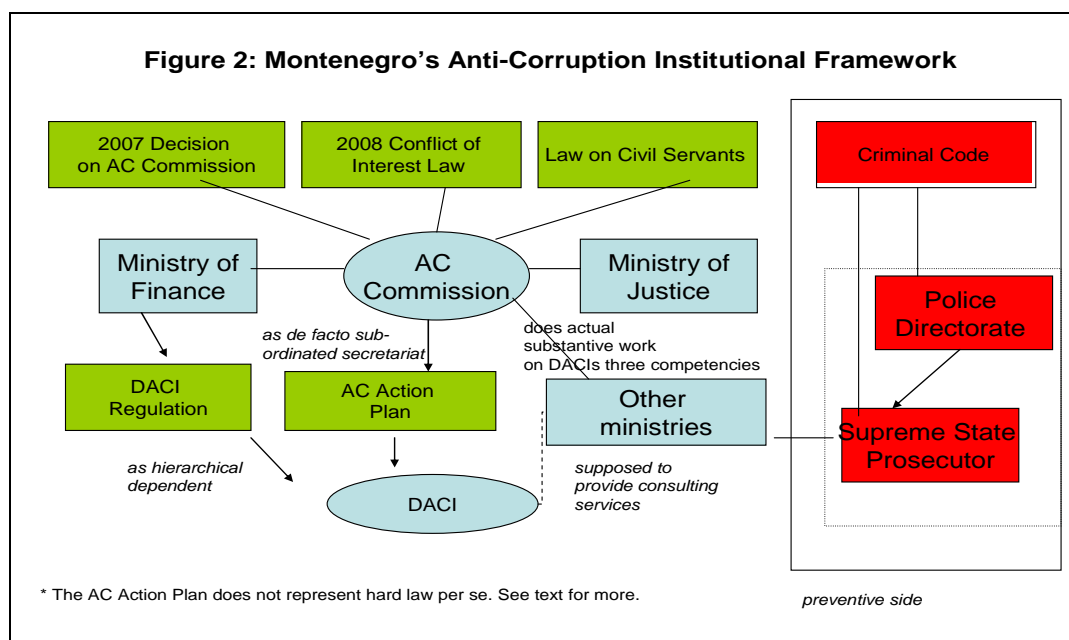 Figure 2: Montenegro's Anti-Corruption Institutional Framework
2007 Decision
on AC Commission
2008 Conflict of
Interest Law
Law on Civil Servants
Criminal Code
Ministry of
Finance
AC
Commission
Ministry of
Justice
Police
Directorate
as de facto sub-
ordinated secretariat
does actual
substantive work
on DACIs three competencies
DACI
Regulation
AC Action
Plan
Other
ministries
Supreme State
Prosecutor
as hierarchical
dependent
DACI
supposed to
provide consulting
services
* The AC Action Plan does not represent hard law per se. See text for more.
preventive side